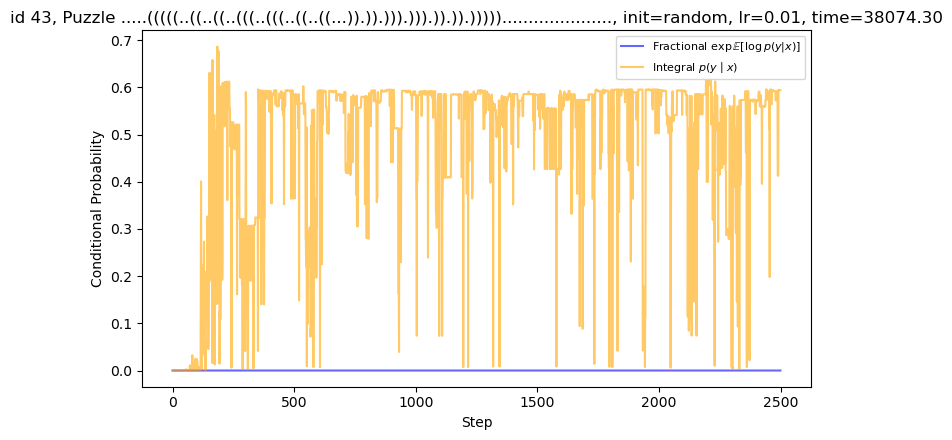 id 43, Puzzle .....(((((..((..((..(((..(((..((..((...)).)).))).))).)).)).)))))....................., init=random, lr=0.01, time=38074.30
Fractional exp𝔼[log p(y|x)]
Integral p(y | x)
0.7
0.6
0.5
0.4
0.3
0.2
0.1
0.0
Conditional Probability
0
500
1000
1500
2000
2500
Step